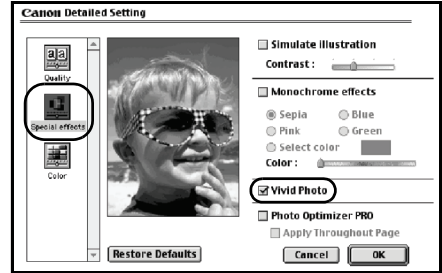 Canon Detailed Setting
aa
Quality
Special effects
Color
Simulate illustration
Contrast :
Monochrome effects
Sepia Blue
Pink Green
Select color
Color :
Vivid Photo
Photo Optimizer PRO
Apply Throughout Page
Restore Defaults Cancel OK